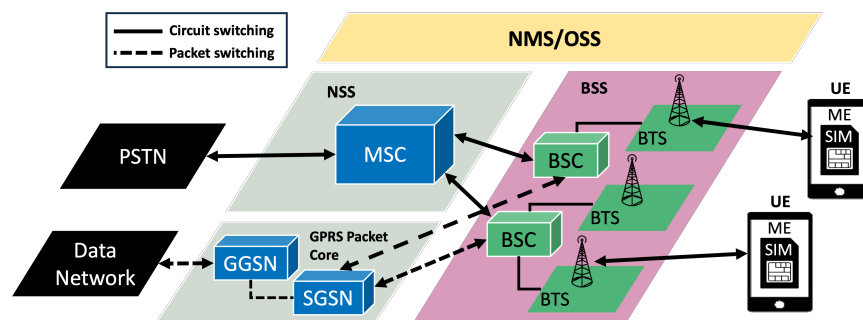 Circuit switching
Packet switching
NMS/OSS
NSS
BSS
UE
ME
SIM
PSTN
MSC
BSC
BTS
UE
ME
SIM
BTS
BSC
GPRS Packet
Core
Data
Network
GGSN
SGSN
BTS